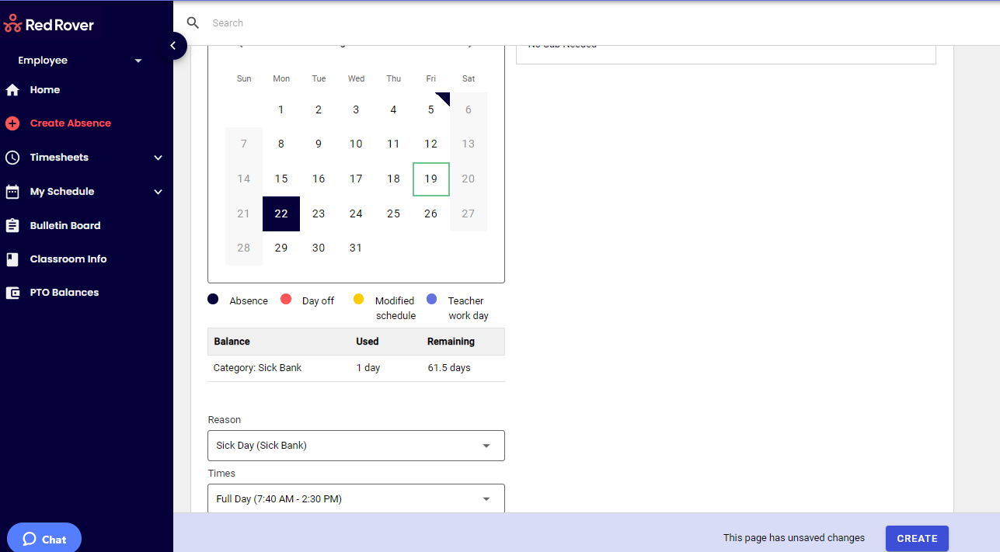 Red Rover
Search
Employee
Home
Create Absence
Timesheets
My Schedule
Bulletin Board
Classroom Info
PTO Balances
Chat
No Sub Needed
Sun Mon Tue Wed Thu Fri Sat
1 2 3 4 5 6
7 8 9 10 11 12 13
14 15 16 17 18 19 20
21 22 23 24 25 26 27
28 29 30 31
Absence Day off Modified schedule Teacher work day
Balance Used Remaining
Category: Sick Bank 1 day 61.5 days
Reason
Sick Day (Sick Bank)
Times
Full Day (7:40 AM - 2:30 PM)
This page has unsaved changes CREATE